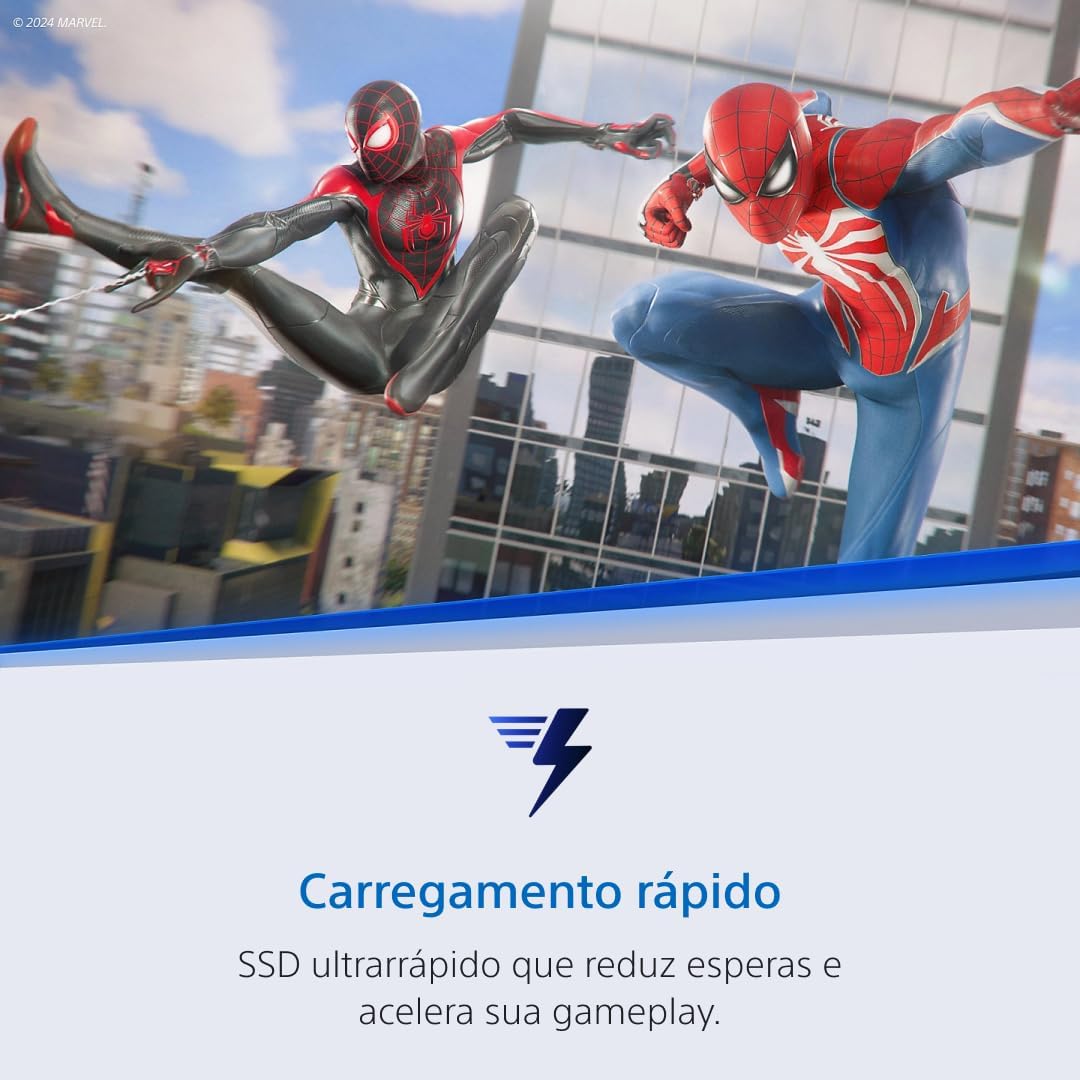 © 2024 MARVEL.
Carregamento rápido
SSD ultrarrápido que reduz esperas e
acelera sua gameplay.